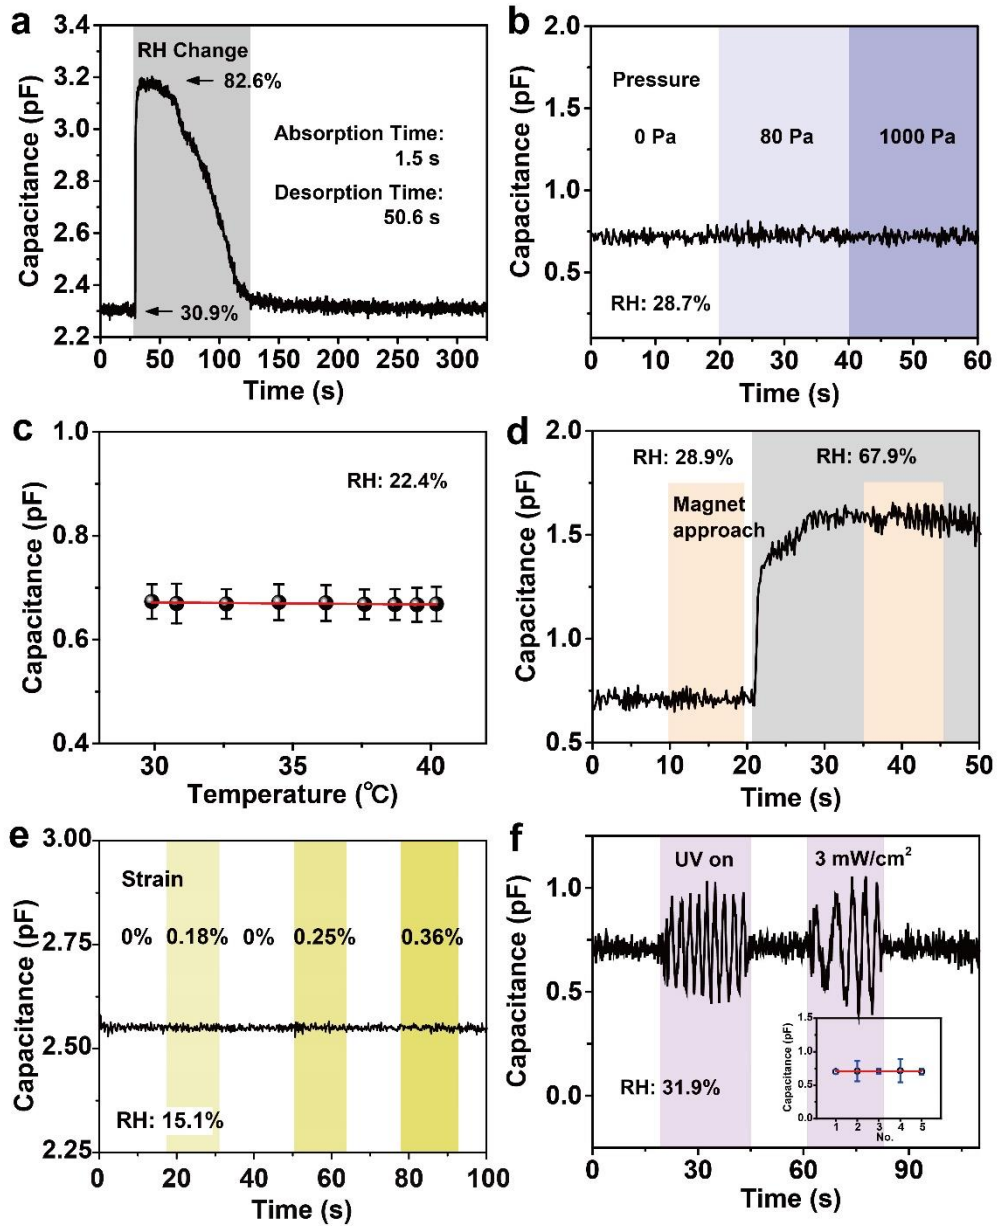 a
3.4
3.2
3.0
2.8
2.6
2.4
2.2
Capacitance (pF)
RH Change
82.6%
Absorption Time:
1.5 s
Desorption Time:
50.6 s
30.9%
0 50 100 150 200 250 300
Time (s)
b
2.0
1.5
1.0
0.5
Capacitance (pF)
Pressure
0 Pa 80 Pa 1000 Pa
RH: 28.7%
0 10 20 30 40 50 60
Time (s)
c
1.0
0.8
0.6
0.4
Capacitance (pF)
RH: 22.4%
30 35 40
Temperature (℃)
d
2.0
1.5
1.0
0.5
Capacitance (pF)
RH: 28.9% RH: 67.9%
Magnet
approach
0 10 20 30 40 50
Time (s)
e
3.00
2.75
2.50
2.25
Capacitance (pF)
Strain
0% 0.18% 0% 0.25% 0.36%
RH: 15.1%
0 20 40 60 80 100
Time (s)
f
1.0
0.5
0.0
Capacitance (pF)
UV on 3 mW/cm²
RH: 31.9%
1.5
1.0
0.5
0
Capacitance (pF)
1 2 3 4 5
No.
0 30 60 90
Time (s)